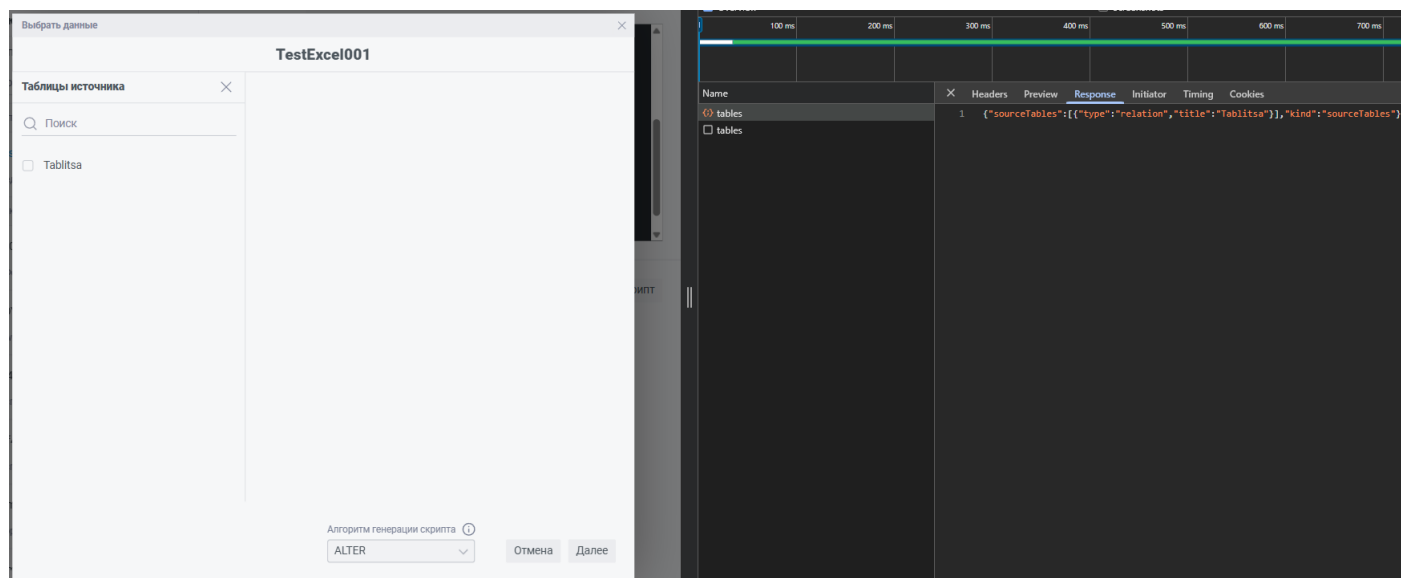 Выбрать данные
TestExcel001
Таблицы источника
Поиск
Tablitsa
Алгоритм генерации скрипта
ALTER
Отмена
Далее
рипт
100 ms
200 ms
300 ms
400 ms
500 ms
600 ms
700 ms
Name
Headers Preview Response Initiator Timing Cookies
tables
tables
1 {"sourceTables":[{"type":"relation","title":"Tablitsa"}],"kind":"sourceTables"}